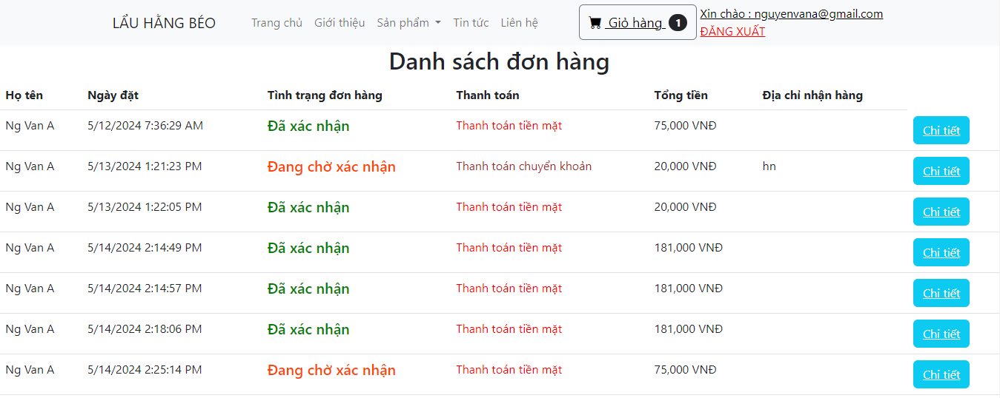 LẨU HẰNG BÉO Trang chủ Giới thiệu Sản phẩm Tin tức Liên hệ Giỏ hàng 1 Xin chào : nguyenvana@gmail.com
ĐĂNG XUẤT
Danh sách đơn hàng
Họ tên Ngày đặt Tình trạng đơn hàng Thanh toán Tổng tiền Địa chỉ nhận hàng
Ng Van A 5/12/2024 7:36:29 AM Đã xác nhận Thanh toán tiền mặt 75,000 VNĐ Chi tiết
Ng Van A 5/13/2024 1:21:23 PM Đang chờ xác nhận Thanh toán chuyển khoản 20,000 VNĐ hn Chi tiết
Ng Van A 5/13/2024 1:22:05 PM Đã xác nhận Thanh toán tiền mặt 20,000 VNĐ Chi tiết
Ng Van A 5/14/2024 2:14:49 PM Đã xác nhận Thanh toán tiền mặt 181,000 VNĐ Chi tiết
Ng Van A 5/14/2024 2:14:57 PM Đã xác nhận Thanh toán tiền mặt 181,000 VNĐ Chi tiết
Ng Van A 5/14/2024 2:18:06 PM Đã xác nhận Thanh toán tiền mặt 181,000 VNĐ Chi tiết
Ng Van A 5/14/2024 2:25:14 PM Đang chờ xác nhận Thanh toán tiền mặt 75,000 VNĐ Chi tiết